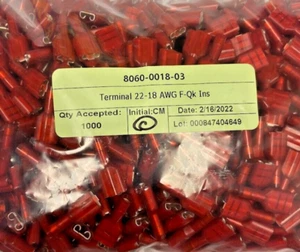 8060-0018-03
Terminal 22-18 AWG F-Qk Ins
Qty Accepted: Initial:CM Date: 2/16/2022
1000 Lot: 000847404649